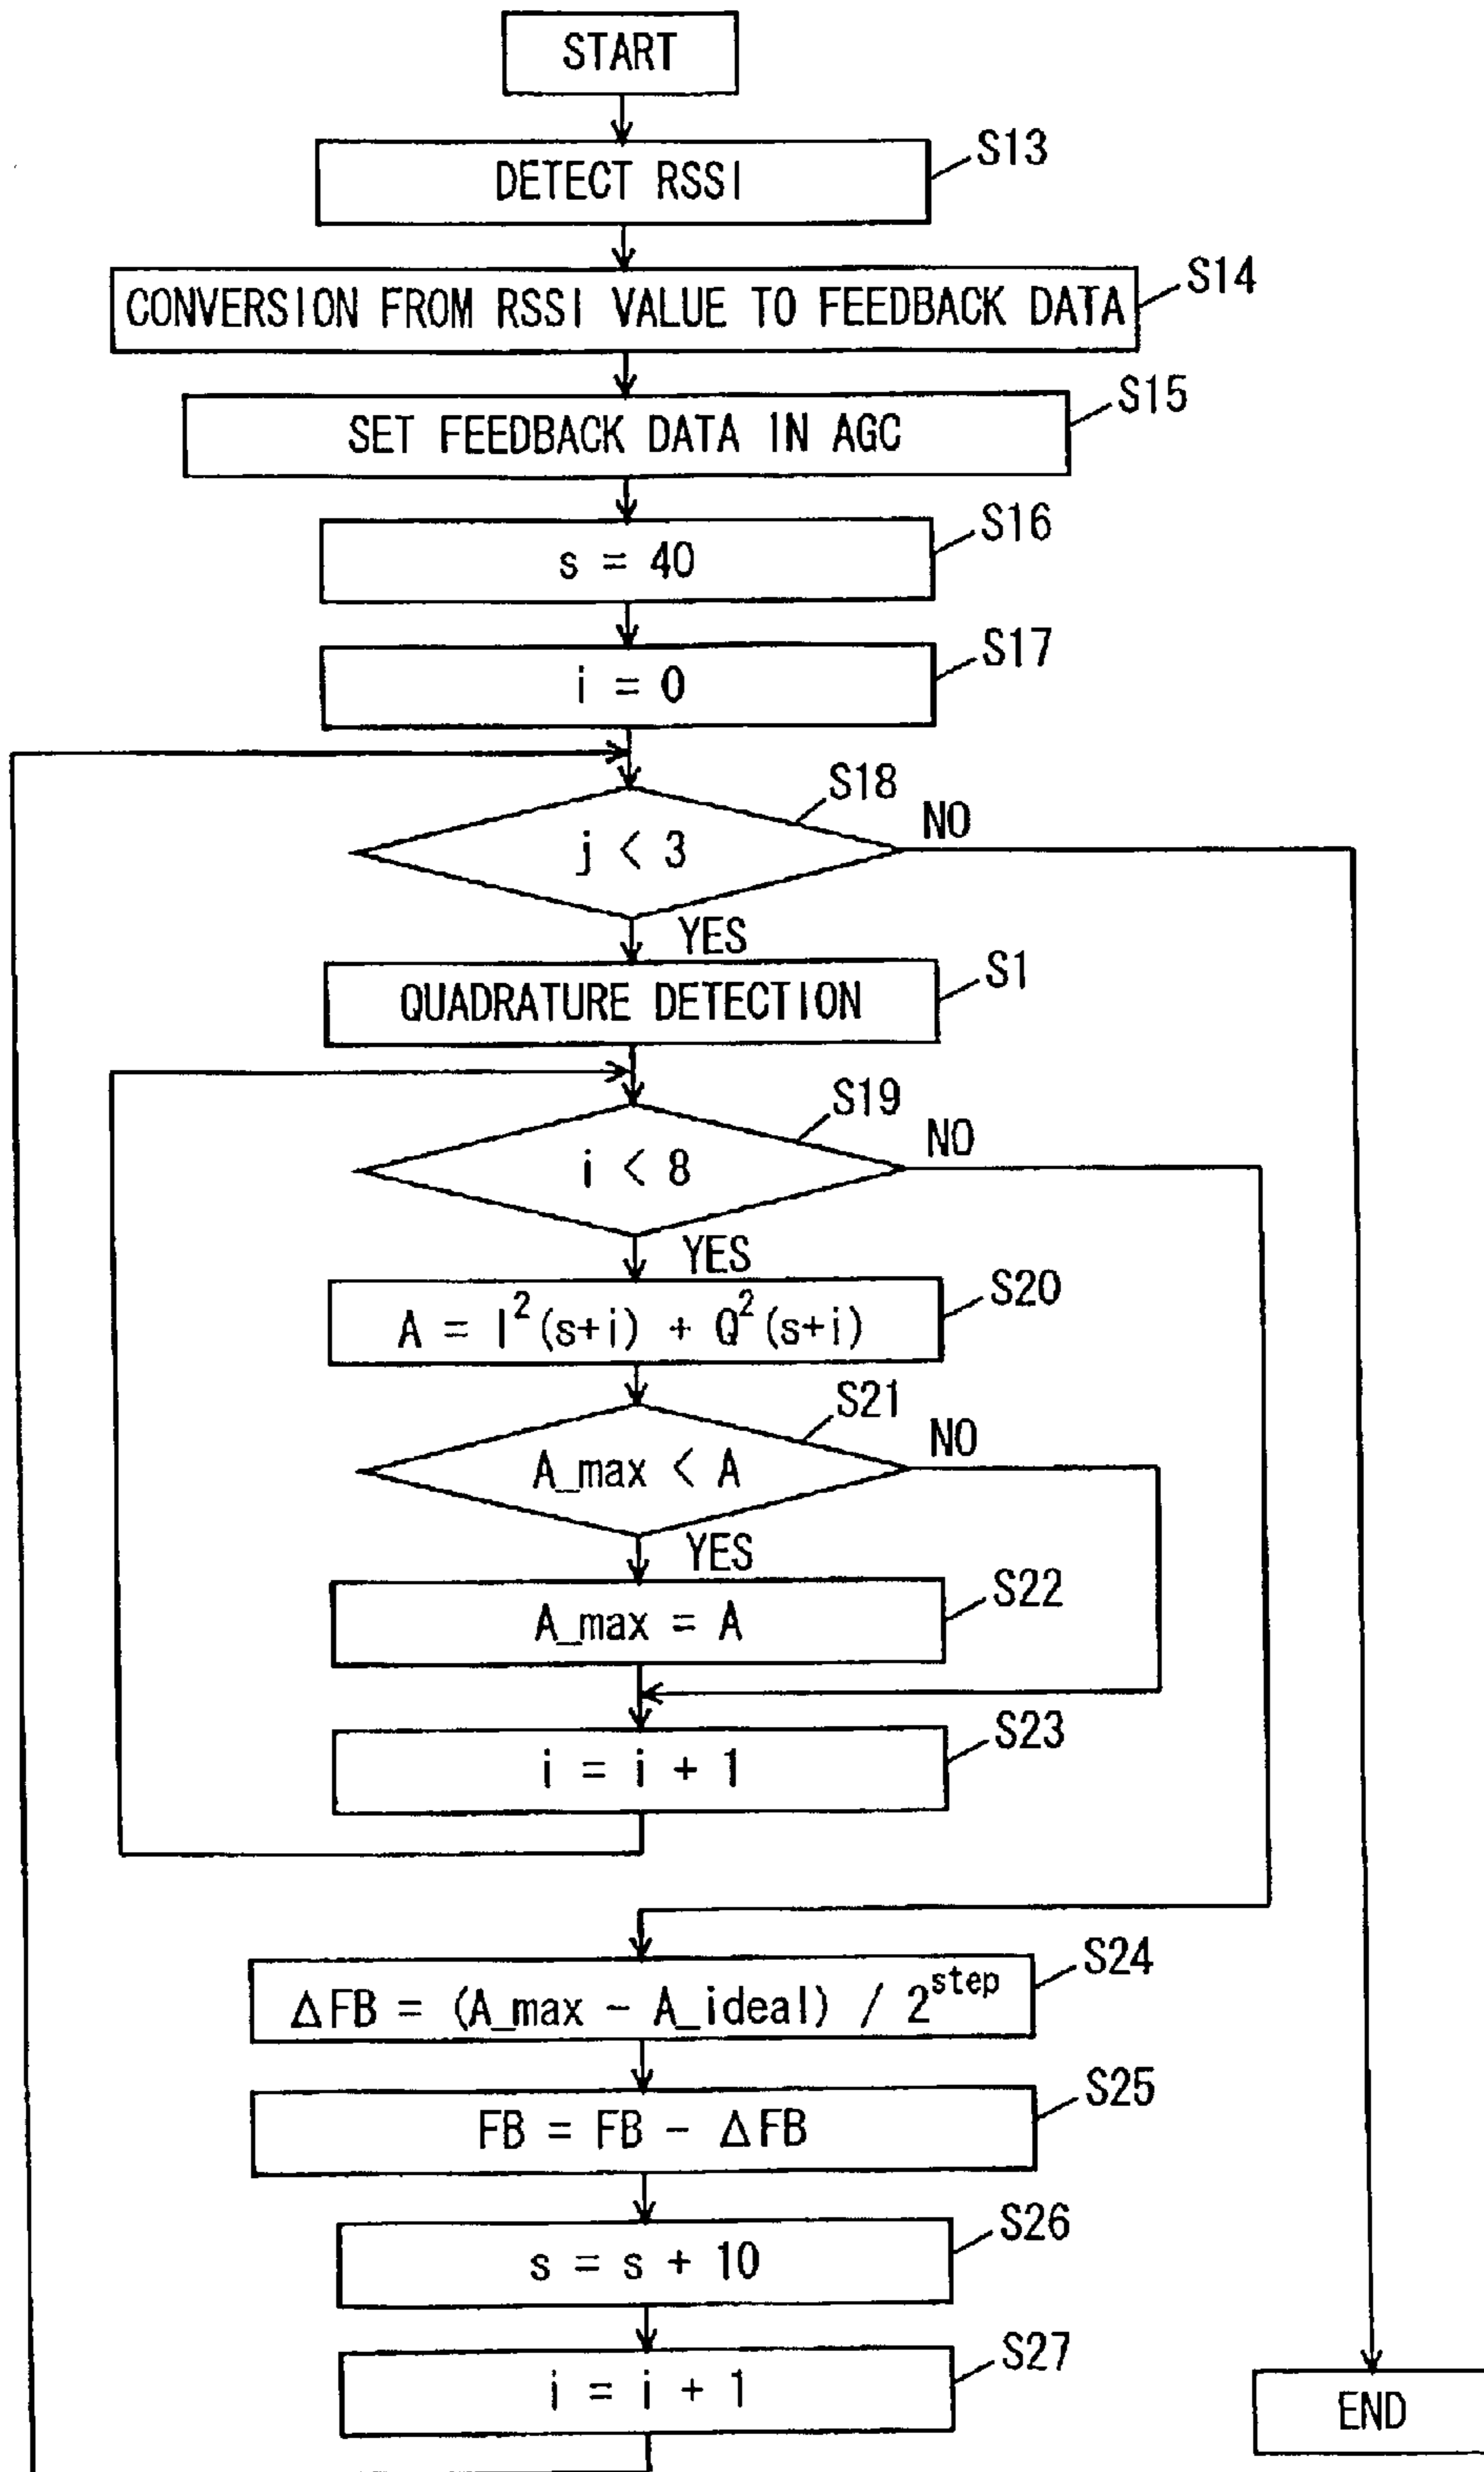 START
DETECT RSSI
S13
CONVERSION FROM RSSI VALUE TO FEEDBACK DATA
S14
SET FEEDBACK DATA IN AGC
S15
s = 40
S16
i = 0
S17
j < 3
S18
NO
YES
QUADRATURE DETECTION
S1
i < 8
S19
NO
YES
A = I²(s+i) + Q²(s+i)
S20
A_max < A
S21
NO
YES
A_max = A
S22
i = i + 1
S23
ΔFB = (A_max - A_ideal) / 2^step
S24
FB = FB - ΔFB
S25
s = s + 10
S26
i = i + 1
S27
END